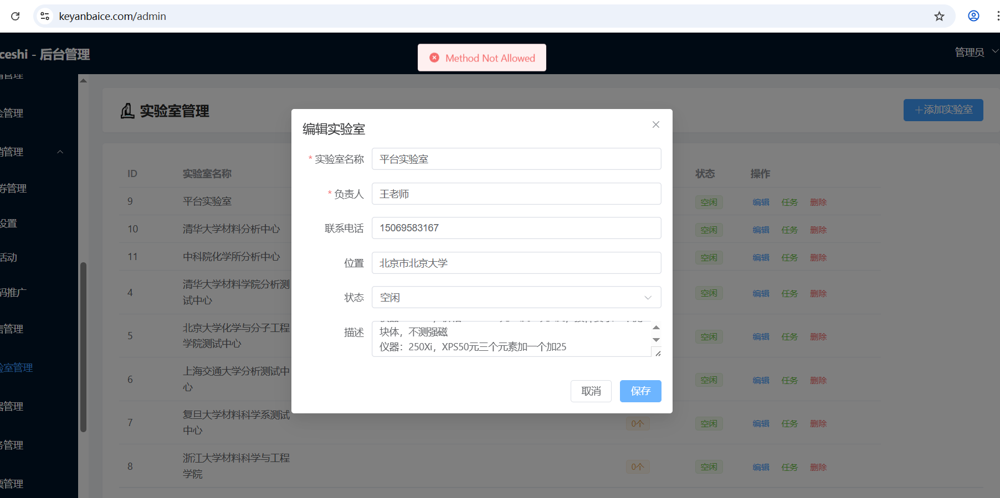 keyanbaice.com/admin
ceshi - 后台管理
Method Not Allowed
管理员
管理
实验室管理
添加实验室
管理
管理
券管理
设置
活动
码推广
管理
验室管理
管理
管理
管理
编辑实验室
* 实验室名称 平台实验室
* 负责人 王老师
联系电话 15069583167
位置 北京市北京大学
状态 空闲
描述 块体，不测强磁
仪器：250Xi，XPS50元三个元素加一个加25
取消 保存
ID 实验室名称 状态 操作
9 平台实验室 空闲 编辑 任务 删除
10 清华大学材料分析中心 空闲 编辑 任务 删除
11 中科院化学所分析中心 空闲 编辑 任务 删除
4 清华大学材料学院分析测
试中心 空闲 编辑 任务 删除
5 北京大学化学与分子工程
学院测试中心 空闲 编辑 任务 删除
6 上海交通大学分析测试中
心 空闲 编辑 任务 删除
7 复旦大学材料科学系测试
中心 0个 空闲 编辑 任务 删除
8 浙江大学材料科学与工程
学院 0个 空闲 编辑 任务 删除